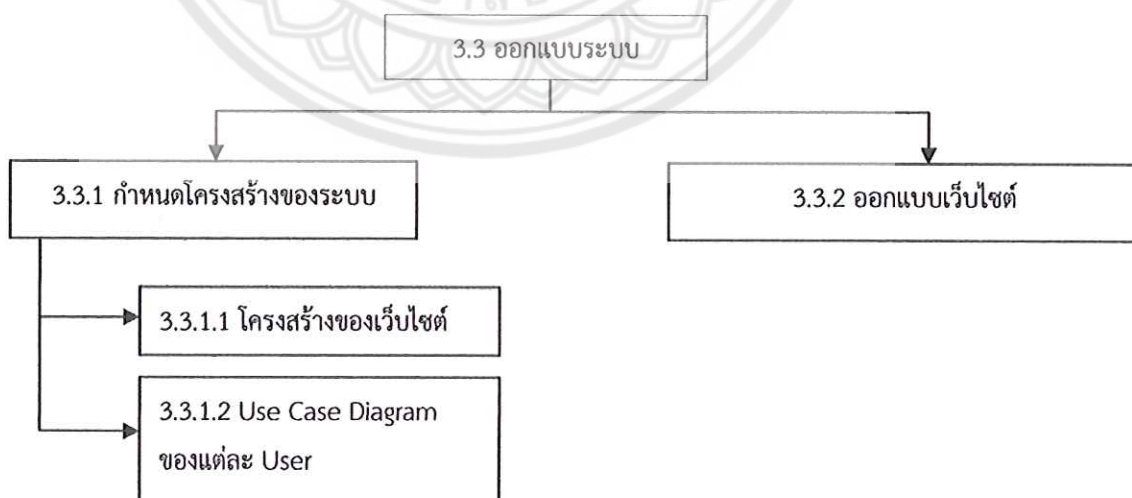 3.3 ออกแบบระบบ
3.3.1 กำหนดโครงสร้างของระบบ
3.3.2 ออกแบบเว็บไซต์
3.3.1.1 โครงสร้างของเว็บไซต์
3.3.1.2 Use Case Diagram
ของแต่ละ User